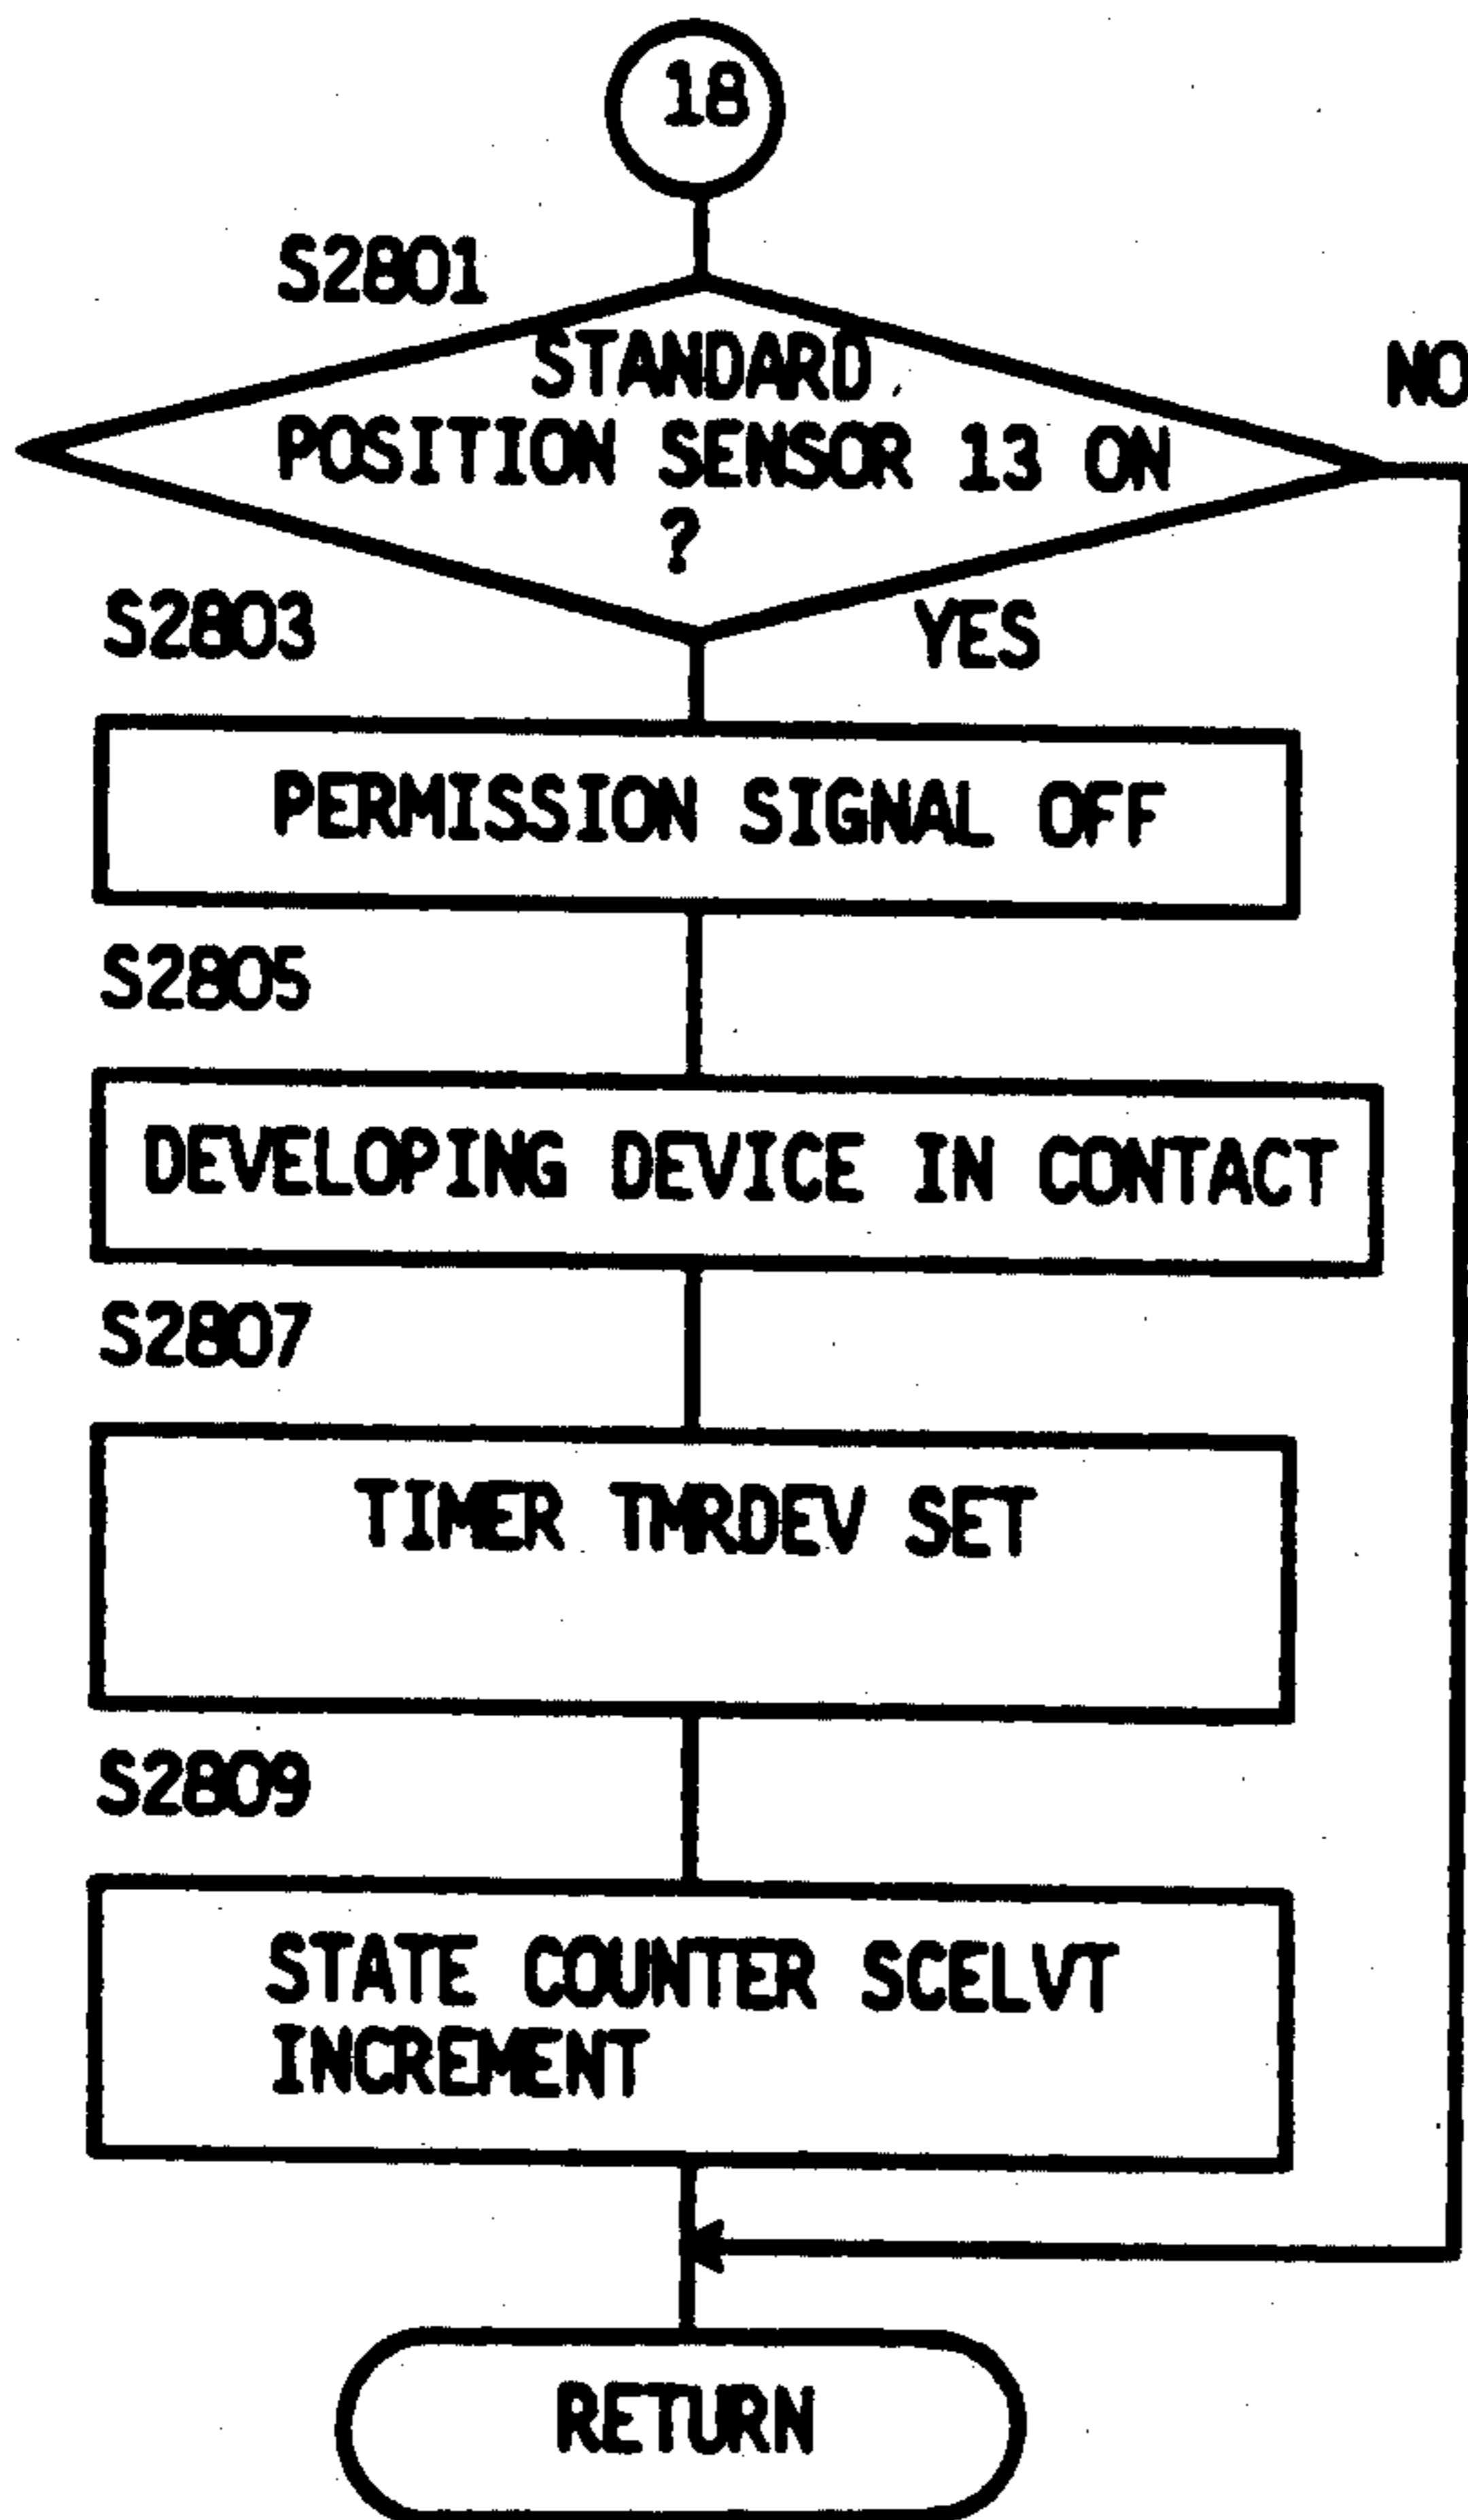 18
S2801
STANDARD
POSITION SENSOR 13 ON
?
NO
S2803
YES
PERMISSION SIGNAL OFF
S2805
DEVELOPING DEVICE IN CONTACT
S2807
TIMER TMRDEV SET
S2809
STATE COUNTER SCELVT
INCREMENT
RETURN